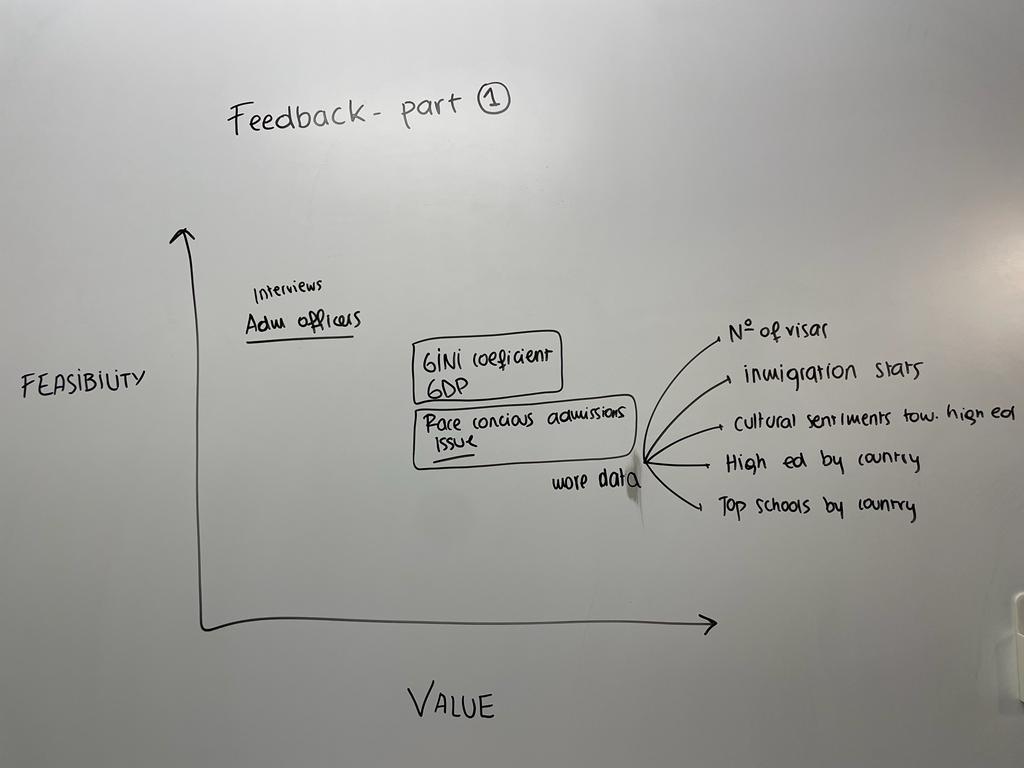 Feedback - part ①
Interviews
Adm officers
FEASIBILITY
GINI coeficient
GDP
Race concious admissions
Issue
more data
Nº of visas
inmigration stats
cultural sentiments tow. high ed
High ed by country
Top schools by country
VALUE